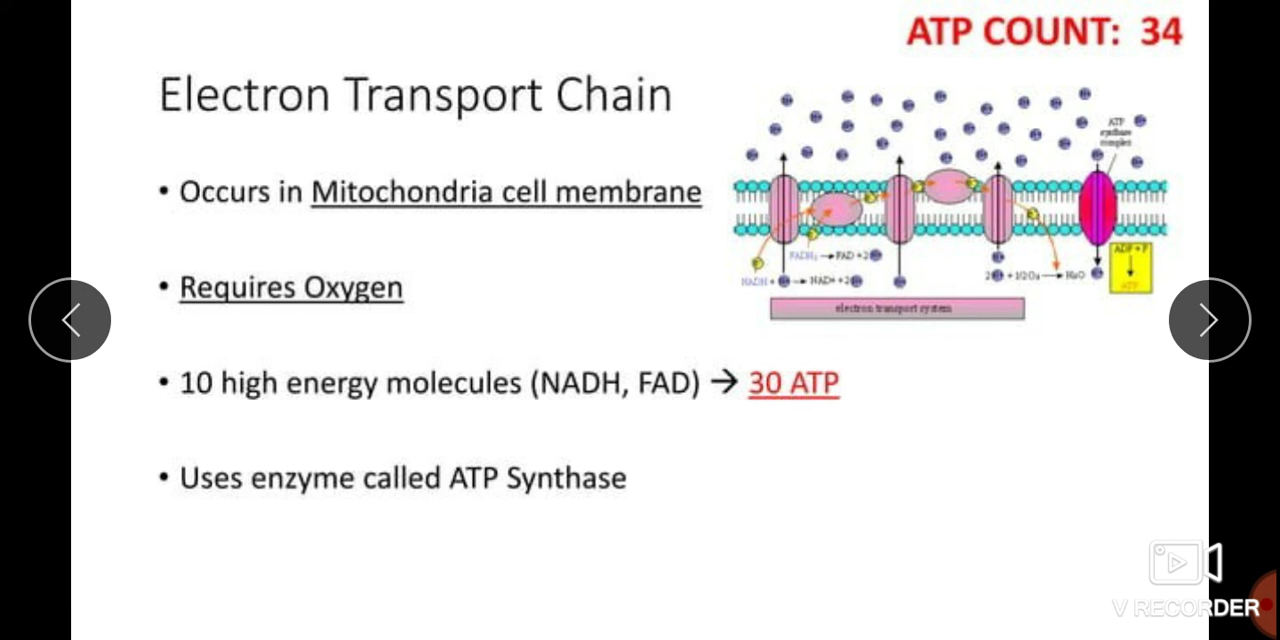 ATP COUNT: 34
Electron Transport Chain
• Occurs in Mitochondria cell membrane
• Requires Oxygen
• 10 high energy molecules (NADH, FAD) → 30 ATP
• Uses enzyme called ATP Synthase
ATP
synthase
complex
FADH₂ → FAD + 2
NADH + → NAD+ + 2
2 + 1/2O₂ → H₂O
ADP + P
ATP
electron transport system
V RECORDER